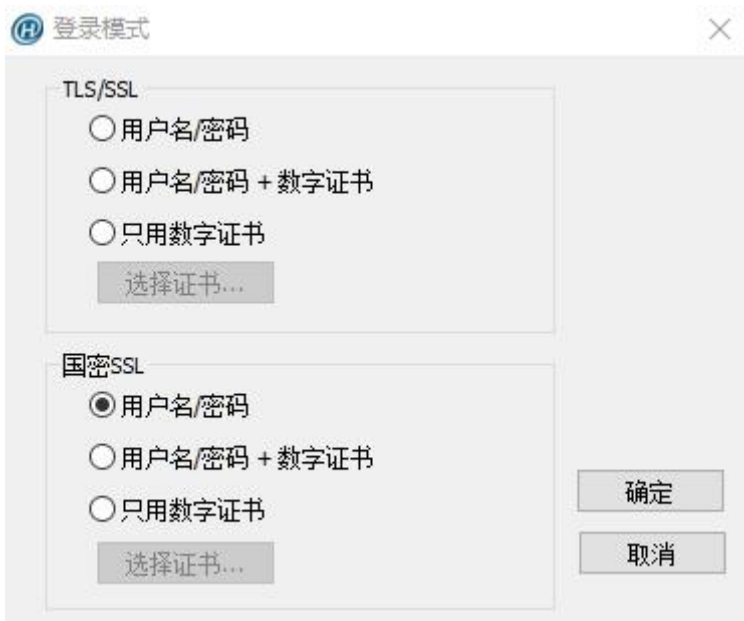 登录模式
TLS/SSL
用户名/密码
用户名/密码 + 数字证书
只用数字证书
选择证书...
国密SSL
用户名/密码
用户名/密码 + 数字证书
只用数字证书
选择证书...
确定
取消